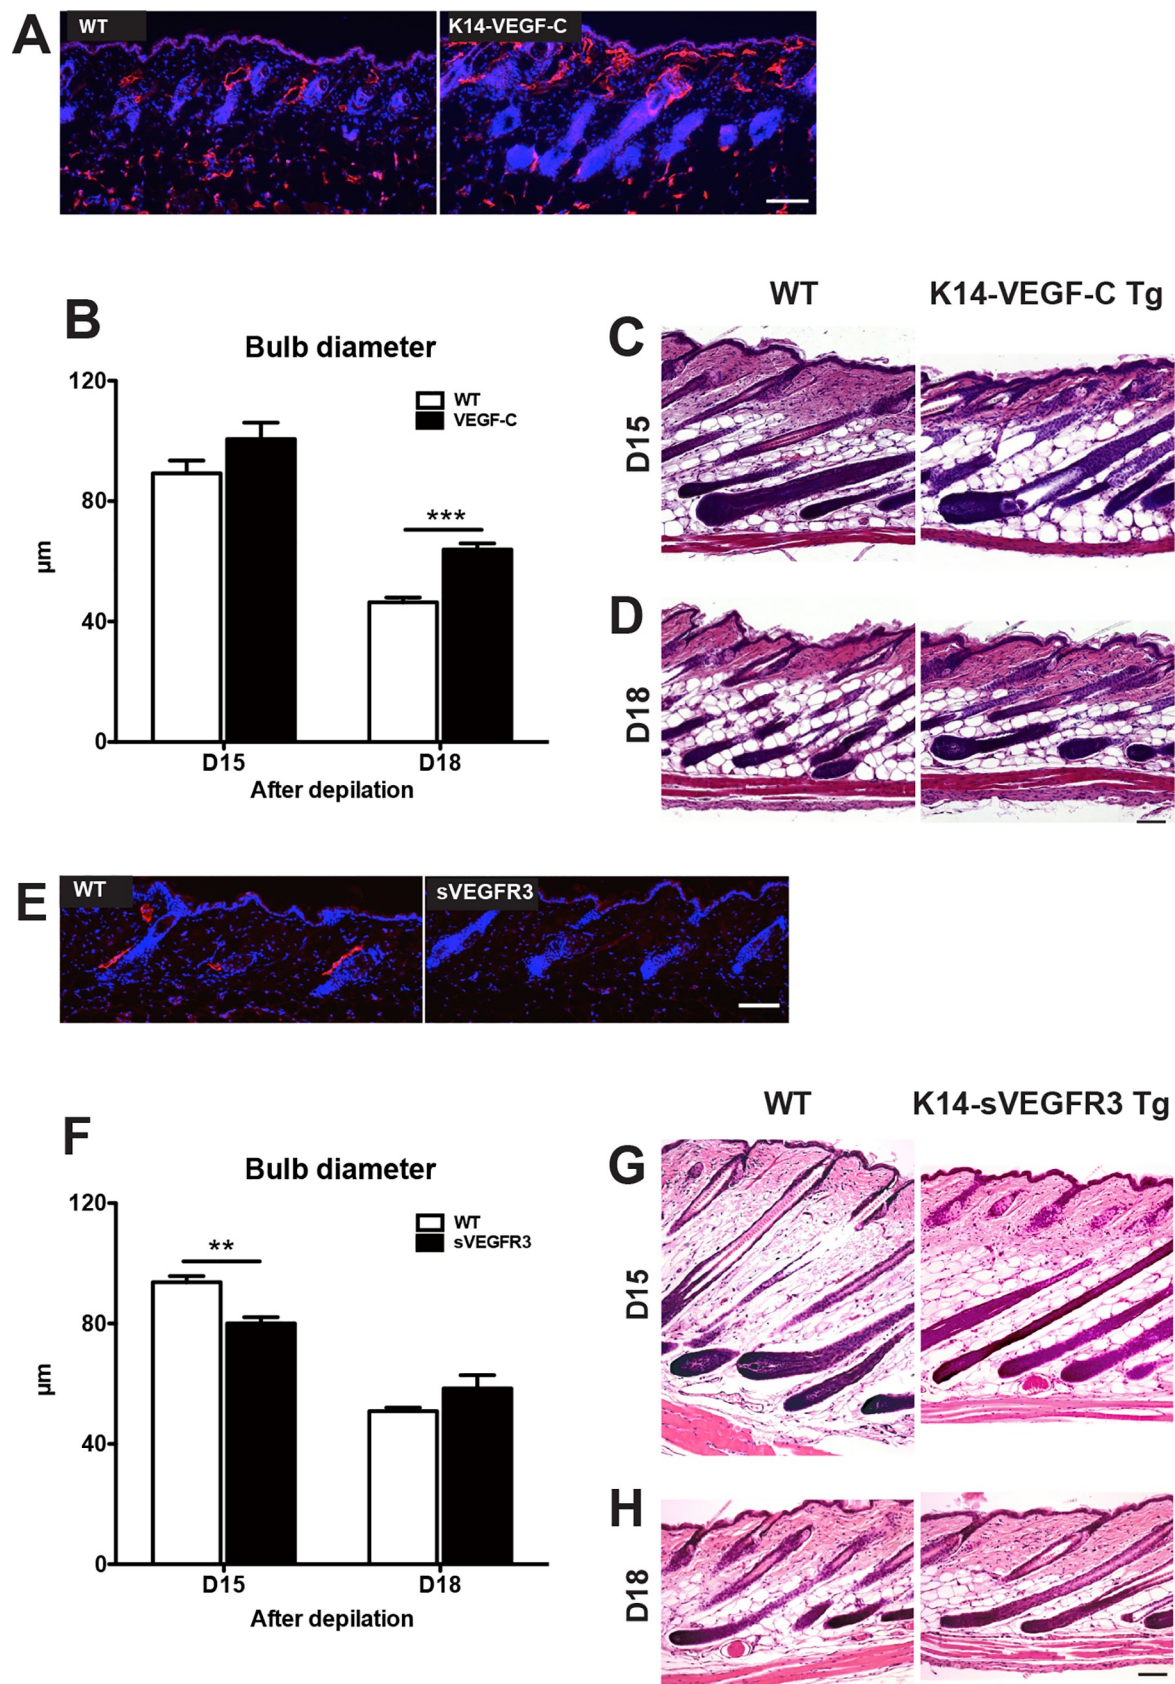 A
WT
K14-VEGF-C
B
Bulb diameter
120
80
40
0
µm
WT
VEGF-C
***
D15
D18
After depilation
WT
K14-VEGF-C Tg
C
D15
D
D18
E
WT
sVEGFR3
F
Bulb diameter
120
80
40
0
µm
WT
sVEGFR3
**
D15
D18
After depilation
WT
K14-sVEGFR3 Tg
G
D15
H
D18